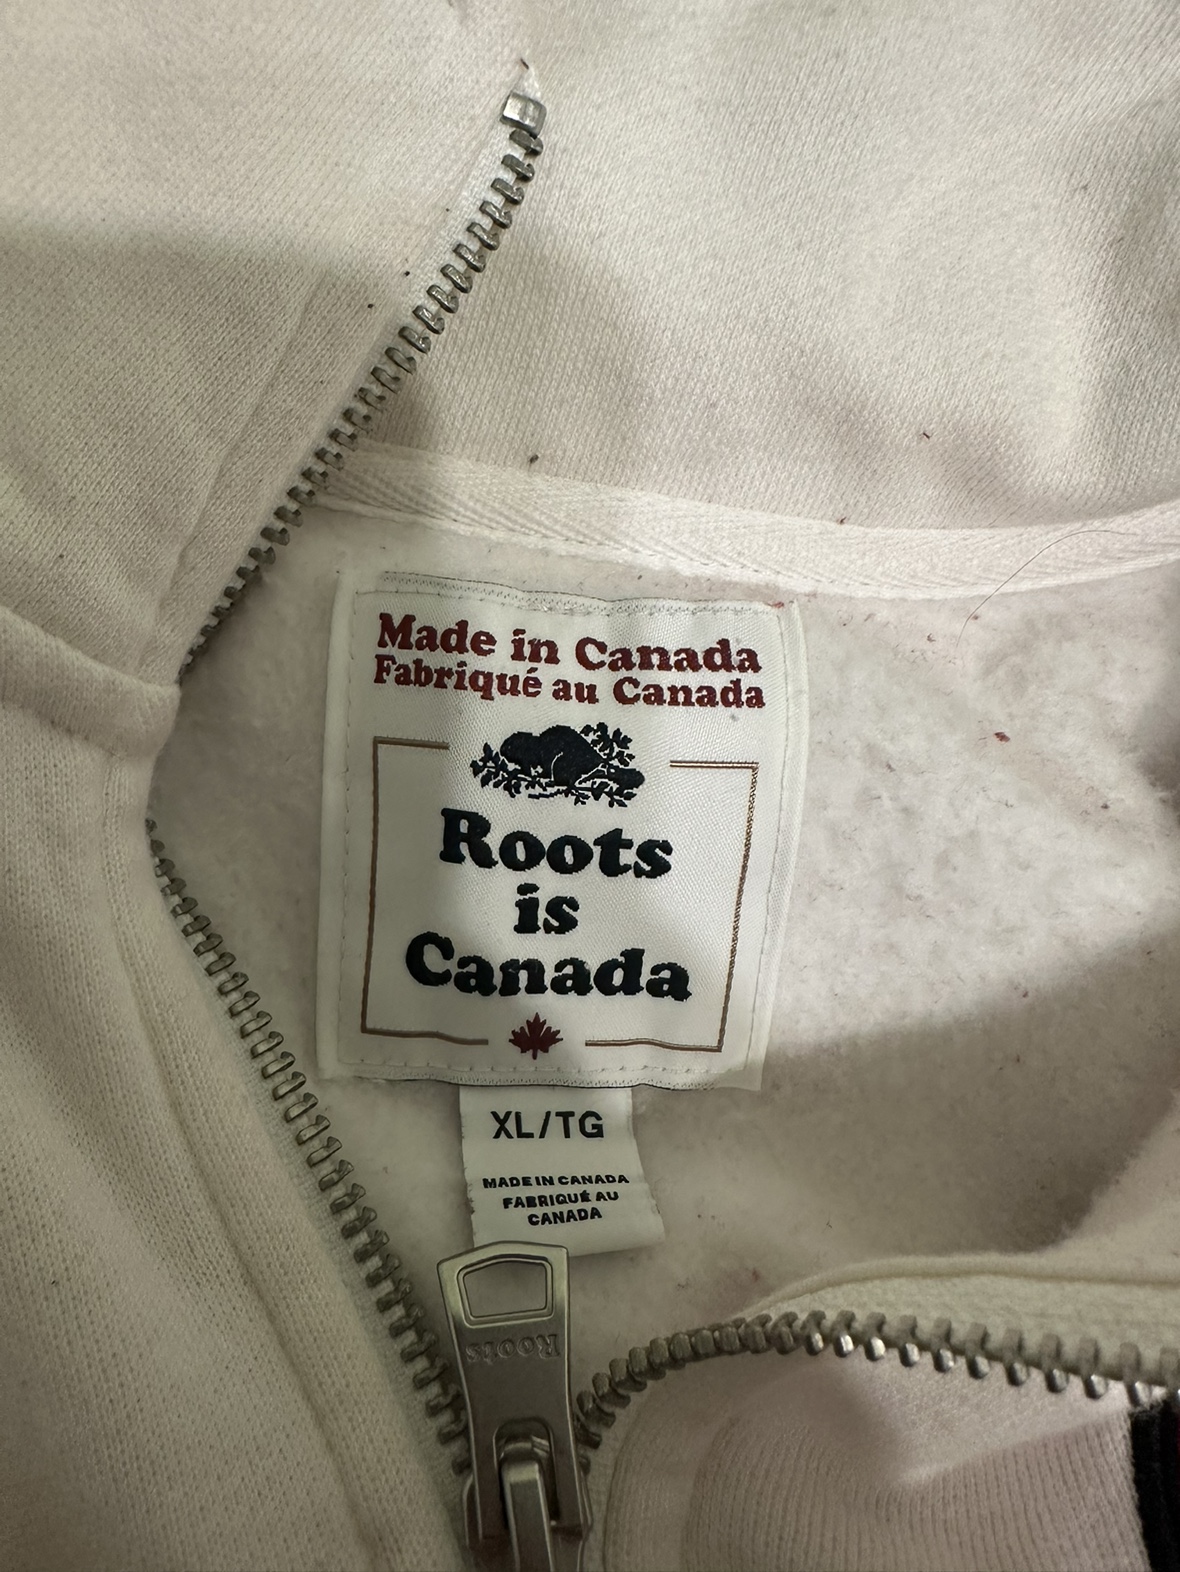 Made in Canada
Fabriqué au Canada
Roots
is
Canada
XL/TG
MADE IN CANADA
FABRIQUÉ AU
CANADA
Roots